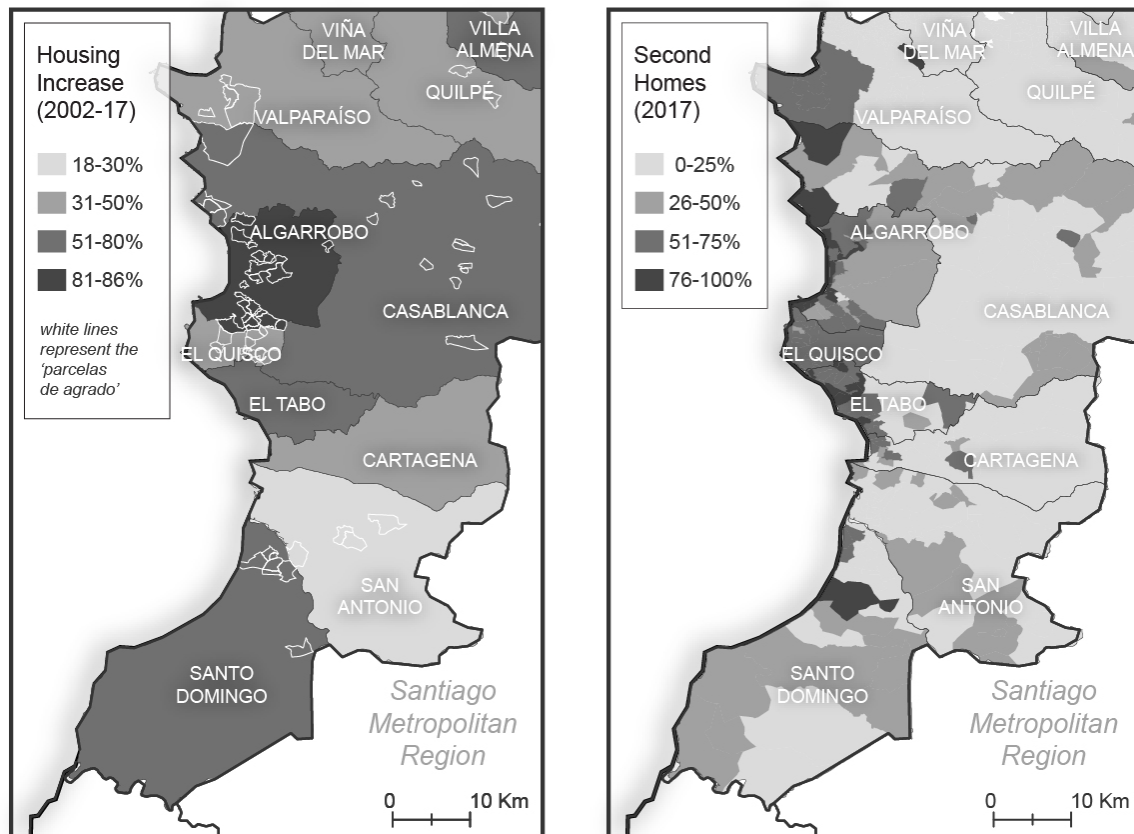 Housing
Increase
(2002-17)
18-30%
31-50%
51-80%
81-86%
white lines
represent the
‘parcelas
de agrado’
VIÑA
DEL MAR
VILLA
ALMENA
QUILPÉ
VALPARAÍSO
ALGARROBO
CASABLANCA
EL QUISCO
EL TABO
CARTAGENA
SAN
ANTONIO
SANTO
DOMINGO
Santiago
Metropolitan
Region
0 10 Km
Second
Homes
(2017)
0-25%
26-50%
51-75%
76-100%
VIÑA
DEL MAR
VILLA
ALMENA
QUILPÉ
VALPARAÍSO
ALGARROBO
CASABLANCA
EL QUISCO
EL TABO
CARTAGENA
SAN
ANTONIO
SANTO
DOMINGO
Santiago
Metropolitan
Region
0 10 Km